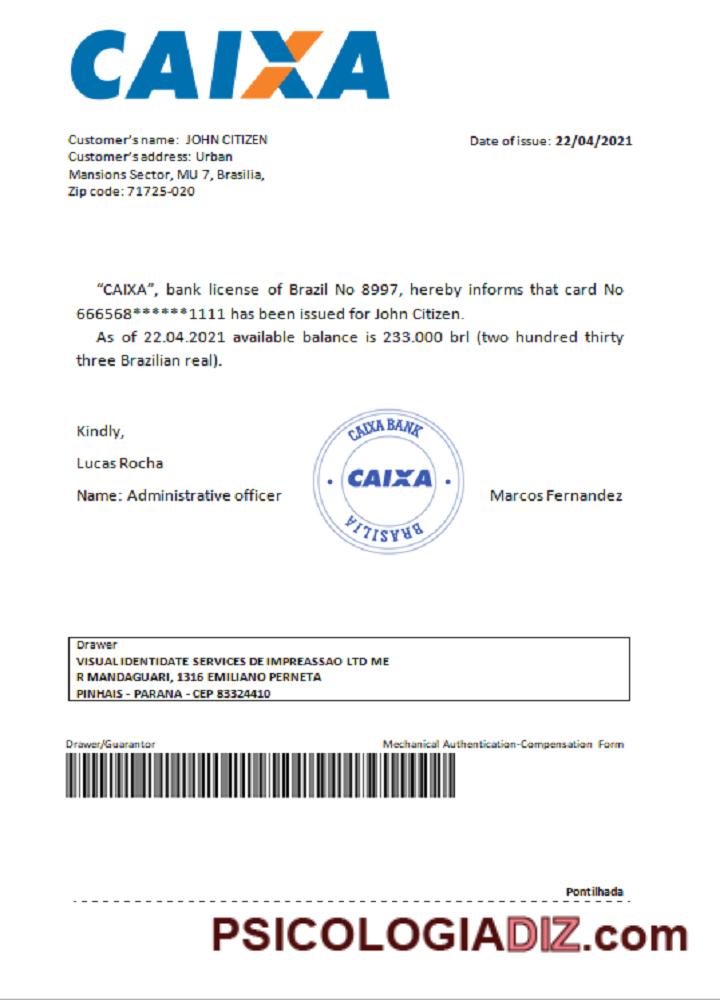 CAIXA
Customer's name: JOHN CITIZEN
Customer's address: Urban
Mansions Sector, MU 7, Brasilia,
Zip code: 71725-020
Date of issue: 22/04/2021
“CAIXA”, bank license of Brazil No 8997, hereby informs that card No
666568******1111 has been issued for John Citizen.
As of 22.04.2021 available balance is 233.000 brl (two hundred thirty
three Brazilian real).
Kindly,
Lucas Rocha
Name: Administrative officer
CAIXA BANK
CAIXA
BRASILIA
Marcos Fernandez
Drawer
VISUAL IDENTIDATE SERVICES DE IMPREASSAO LTD ME
R MANDAGUARI, 1316 EMILIANO PERNETA
PINHAIS - PARANA - CEP 83324410
Drawer/Guarantor
Mechanical Authentication-Compensation Form
Pontilhada
PSICOLOGIADIZ.com